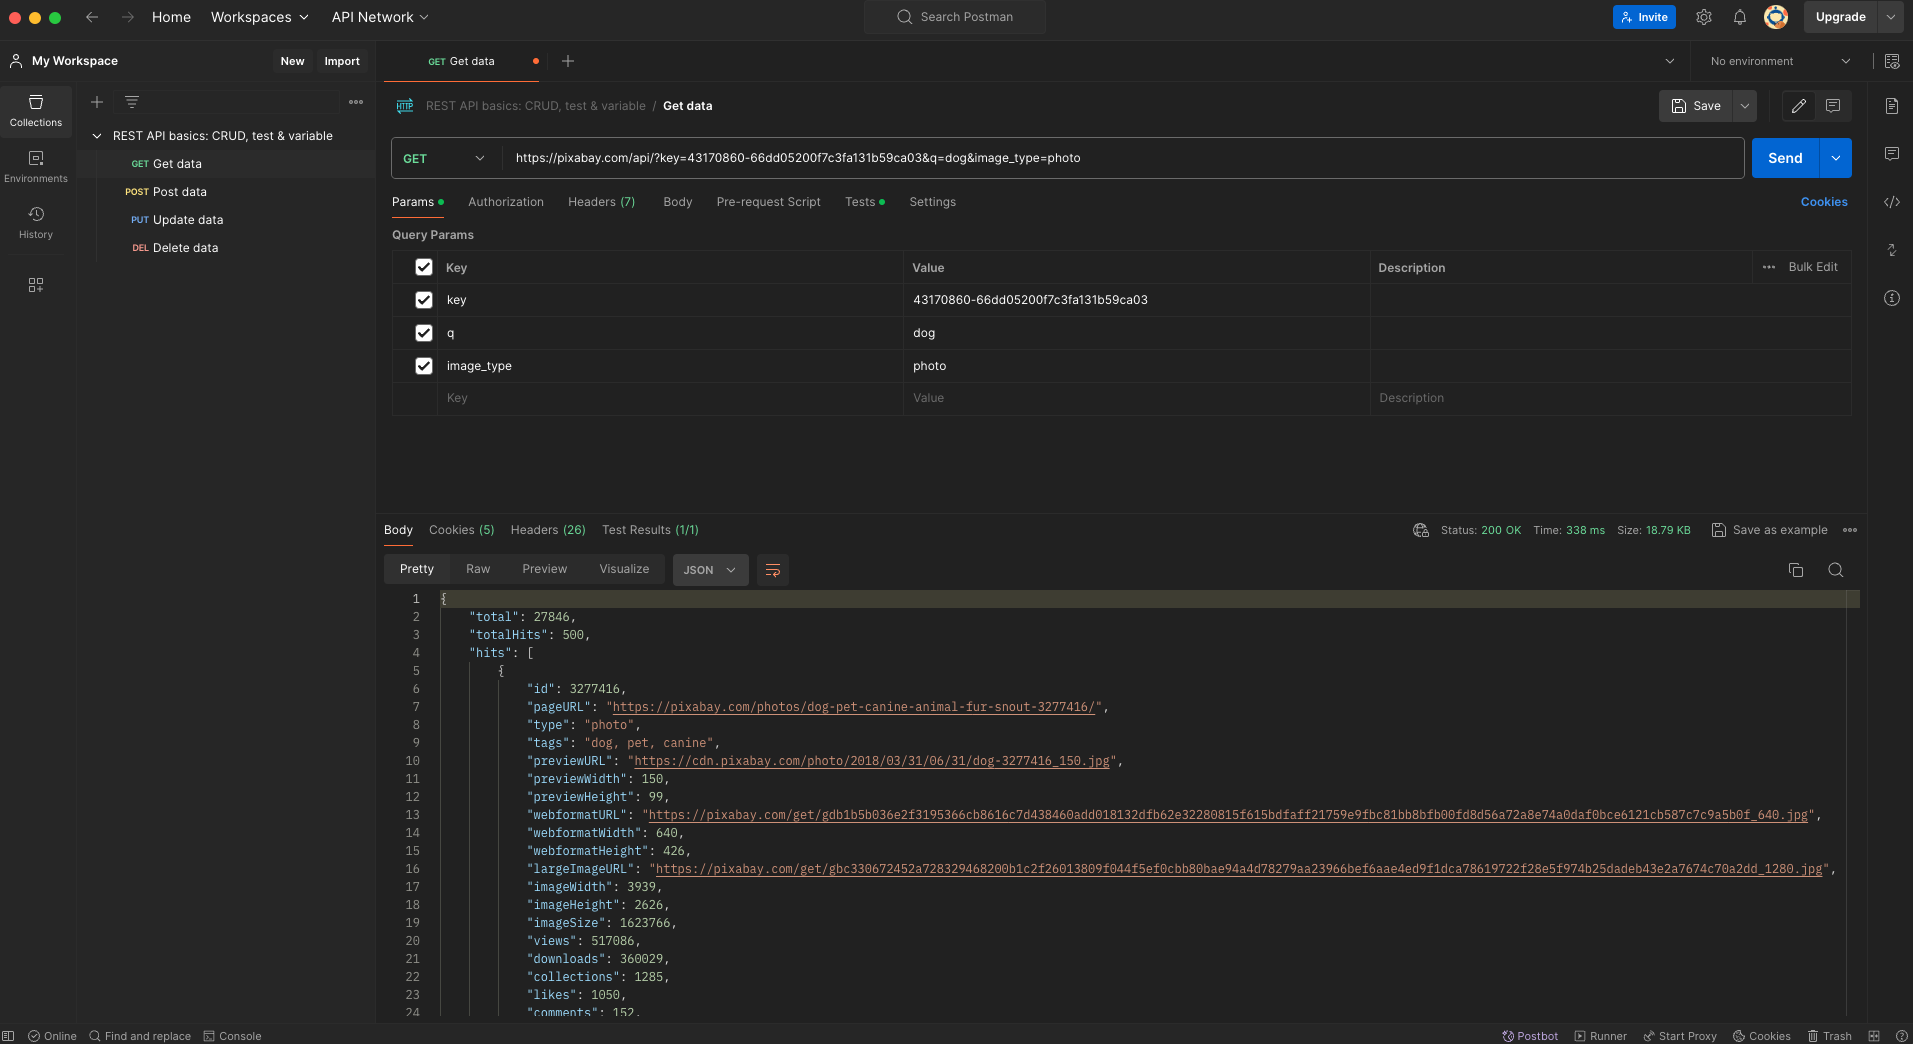 Home Workspaces API Network Search Postman Invite Upgrade
My Workspace New Import GET Get data No environment
Collections
Environments
History
REST API basics: CRUD, test & variable
GET Get data
POST Post data
PUT Update data
DEL Delete data
HTTP REST API basics: CRUD, test & variable / Get data Save
GET https://pixabay.com/api/?key=43170860-66dd05200f7c3fa131b59ca03&q=dog&image_type=photo Send
Params Authorization Headers (7) Body Pre-request Script Tests Settings Cookies
Query Params
Key Value Description Bulk Edit
key 43170860-66dd05200f7c3fa131b59ca03
q dog
image_type photo
Key Value Description
Body Cookies (5) Headers (26) Test Results (1/1) Status: 200 OK Time: 338 ms Size: 18.79 KB Save as example
Pretty Raw Preview Visualize JSON
1 {
2 "total": 27846,
3 "totalHits": 500,
4 "hits": [
5 {
6 "id": 3277416,
7 "pageURL": "https://pixabay.com/photos/dog-pet-canine-animal-fur-snout-3277416/",
8 "type": "photo",
9 "tags": "dog, pet, canine",
10 "previewURL": "https://cdn.pixabay.com/photo/2018/03/31/06/31/dog-3277416_150.jpg",
11 "previewWidth": 150,
12 "previewHeight": 99,
13 "webformatURL": "https://pixabay.com/get/gdb1b5b036e2f3195366cb8616c7d438460add018132dfb62e32280815f615bdfaff21759e9fbc81bb8bfb00fd8d56a72a8e74a0daf0bce6121cb587c7c9a5b0f_640.jpg",
14 "webformatWidth": 640,
15 "webformatHeight": 426,
16 "largeImageURL": "https://pixabay.com/get/gbc330672452a728329468200b1c2f26013809f044f5ef0cbb80bae94a4d78279aa23966bef6aae4ed9f1dca78619722f28e5f974b25dadeb43e2a7674c70a2dd_1280.jpg",
17 "imageWidth": 3939,
18 "imageHeight": 2626,
19 "imageSize": 1623766,
20 "views": 517086,
21 "downloads": 360029,
22 "collections": 1285,
23 "likes": 1050,
24 "comments": 152,
Online Find and replace Console Postbot Runner Start Proxy Cookies Trash